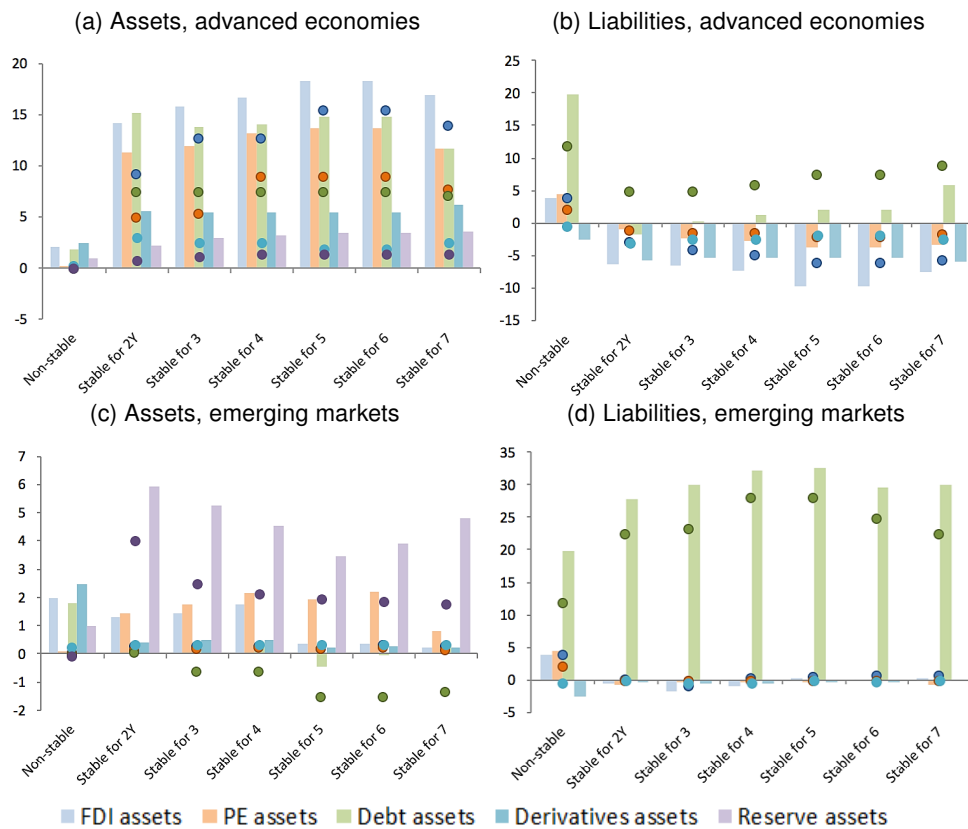 (a) Assets, advanced economies
20
15
10
5
0
-5
Non-stable
Stable for 2Y
Stable for 3
Stable for 4
Stable for 5
Stable for 6
Stable for 7
(b) Liabilities, advanced economies
25
20
15
10
5
0
-5
-10
-15
Non-stable
Stable for 2Y
Stable for 3
Stable for 4
Stable for 5
Stable for 6
Stable for 7
(c) Assets, emerging markets
7
6
5
4
3
2
1
0
-1
-2
Non-stable
Stable for 2Y
Stable for 3
Stable for 4
Stable for 5
Stable for 6
Stable for 7
(d) Liabilities, emerging markets
35
30
25
20
15
10
5
0
-5
Non-stable
Stable for 2Y
Stable for 3
Stable for 4
Stable for 5
Stable for 6
Stable for 7
FDI assets PE assets Debt assets Derivatives assets Reserve assets